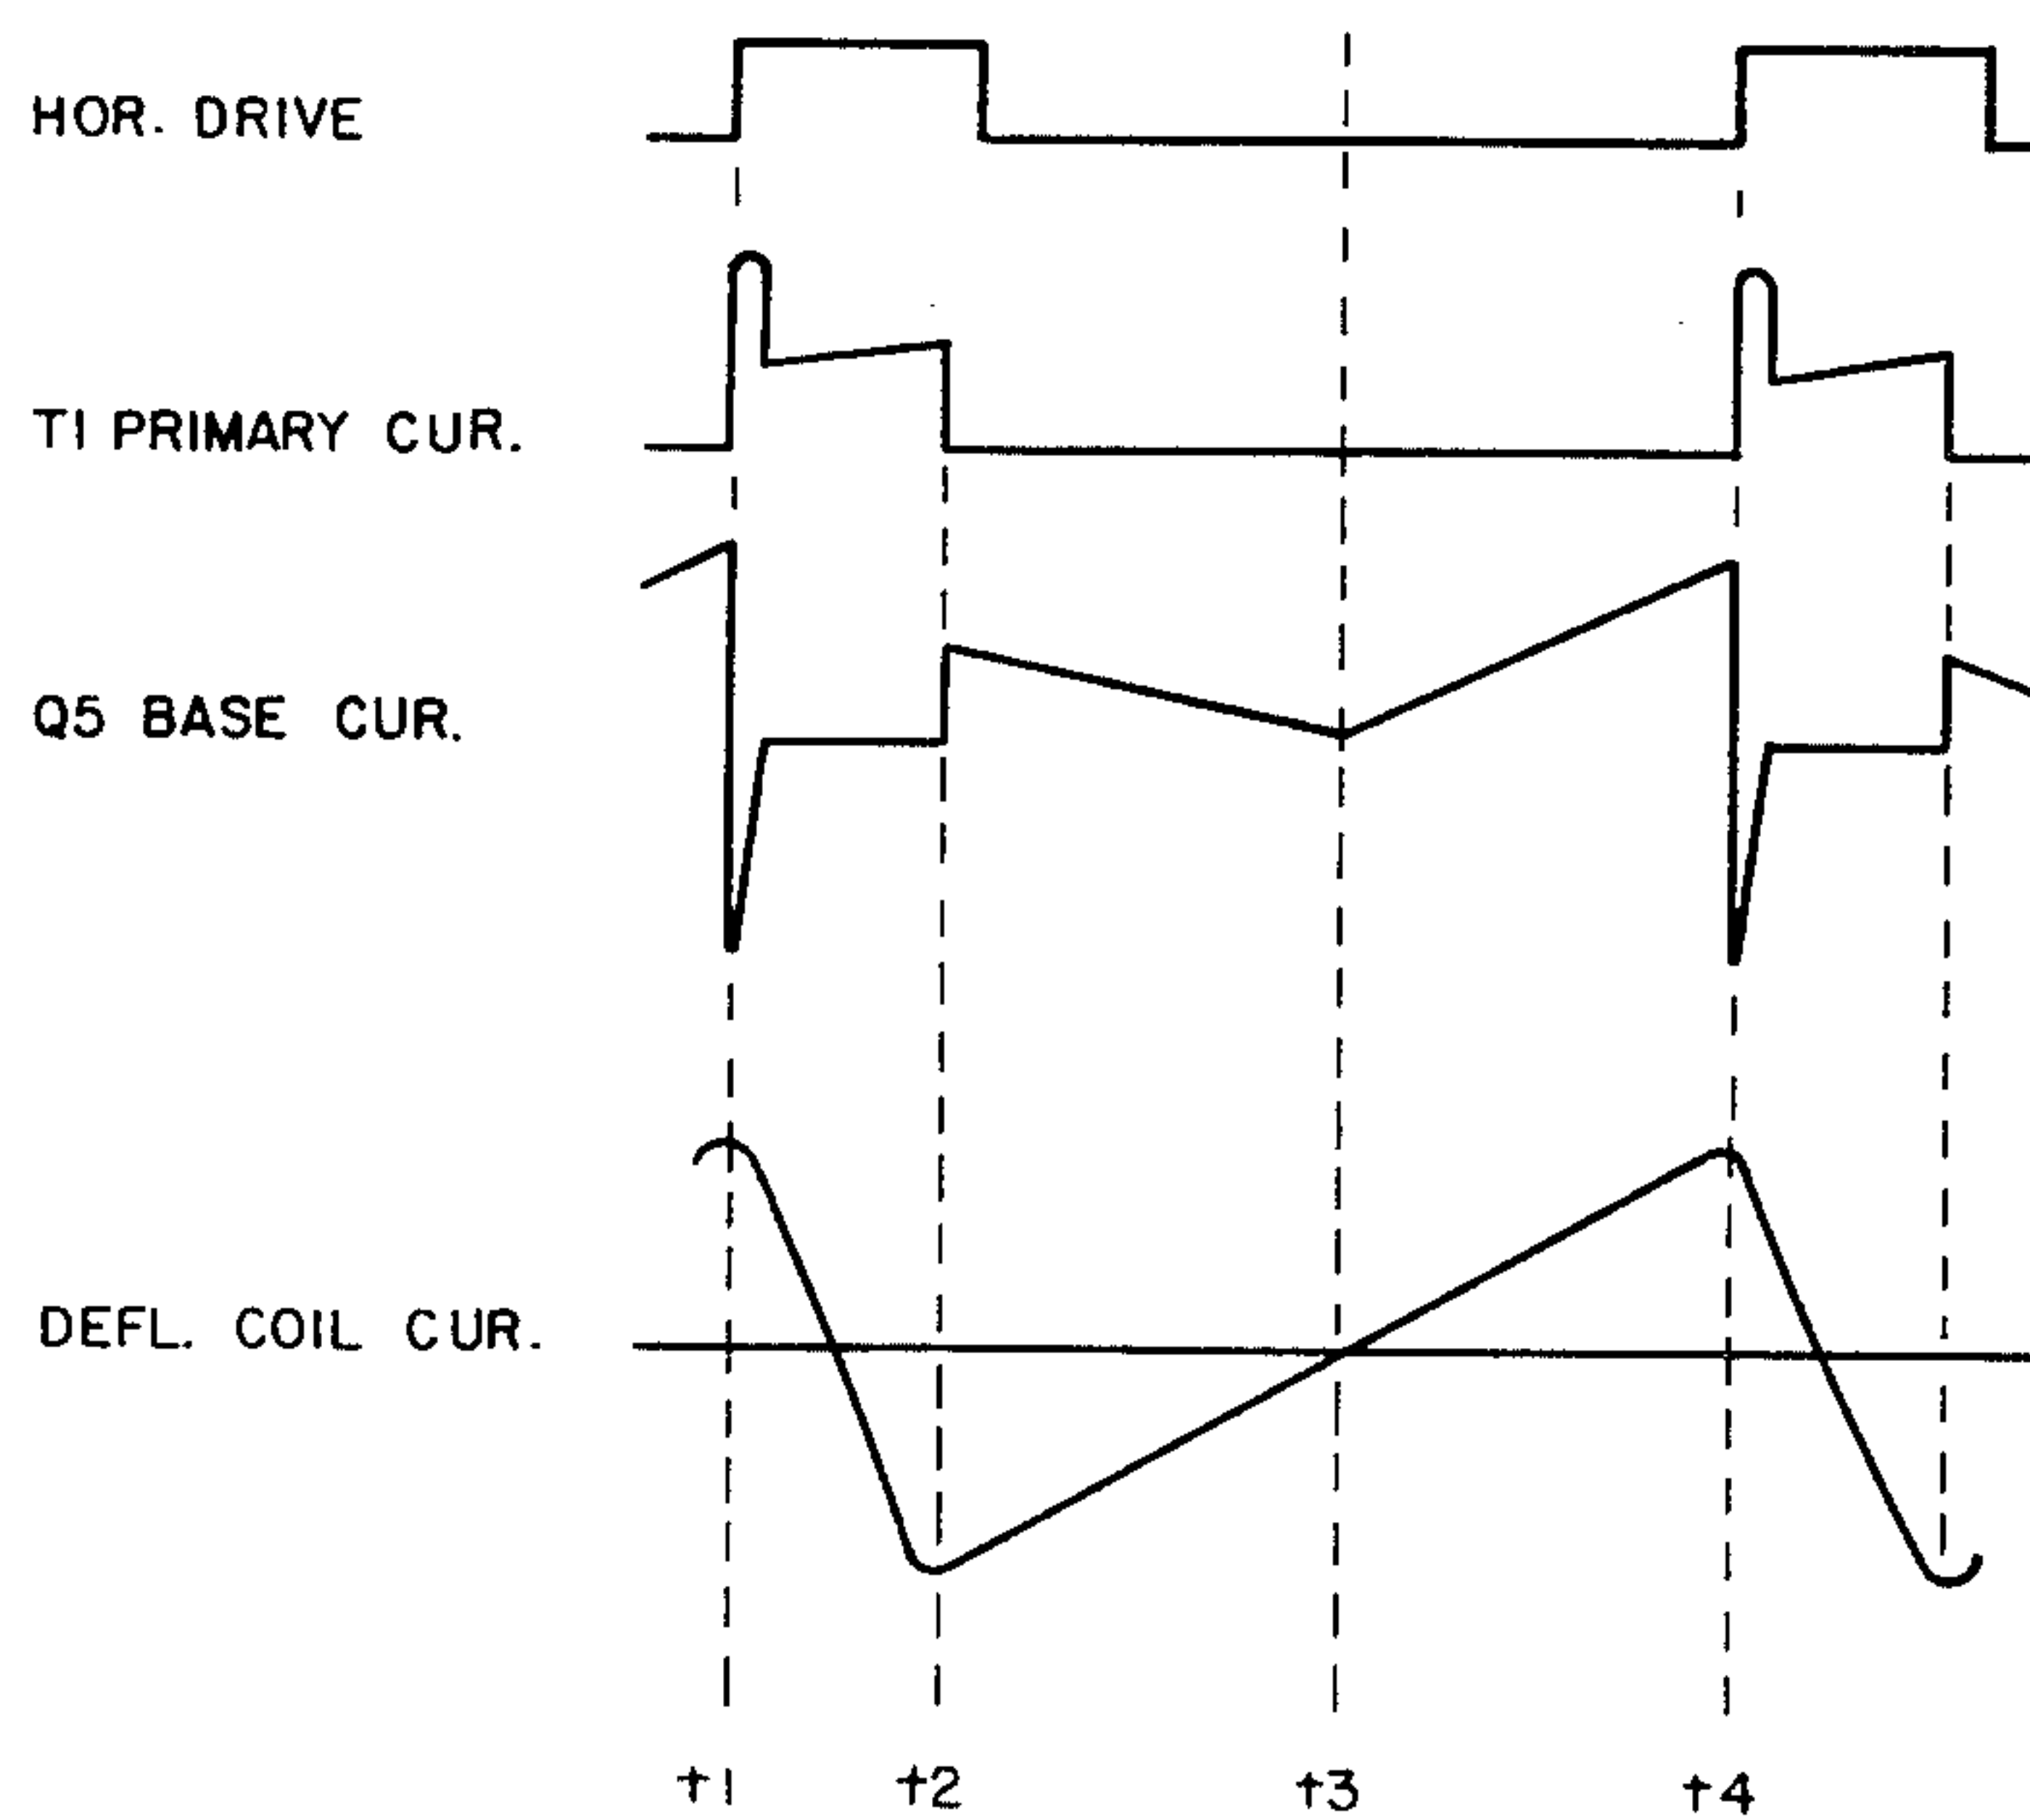 HOR. DRIVE
T1 PRIMARY CUR.
Q5 BASE CUR.
DEFL. COIL CUR.
t1 t2 t3 t4